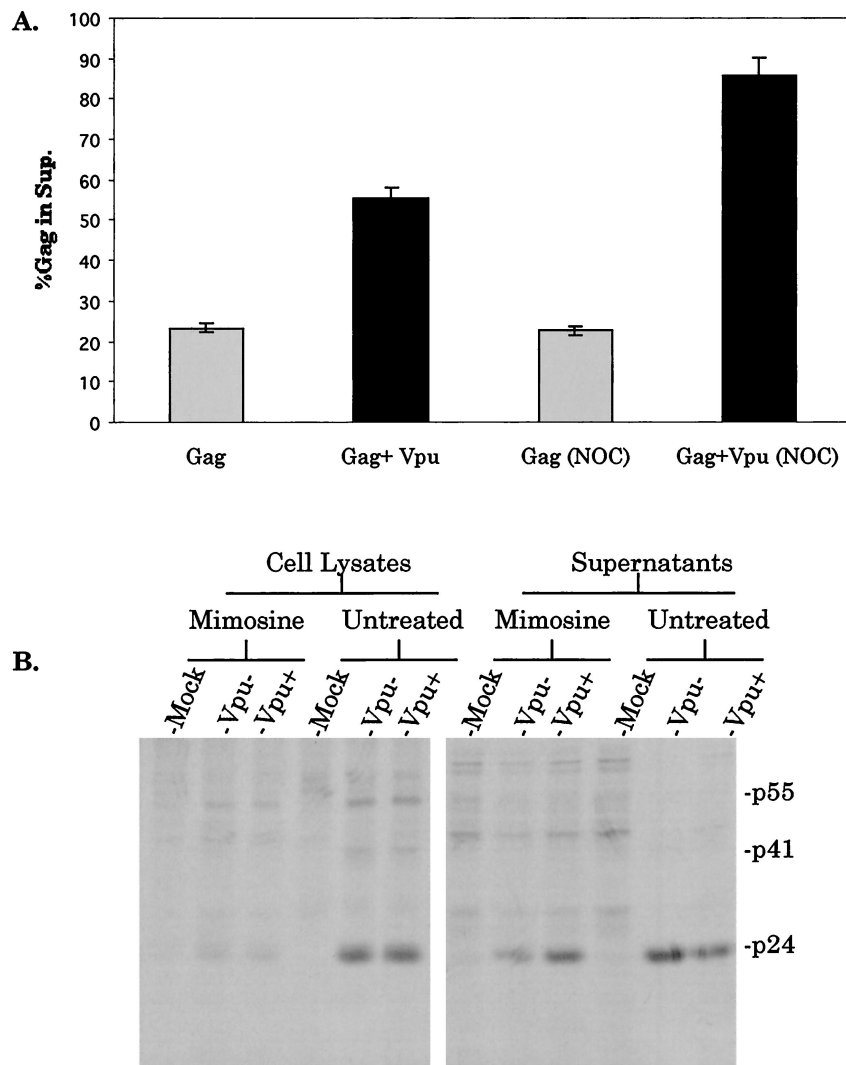 A.
100
90
80
70
60
50
40
30
20
10
0
%Gag in Sup.
Gag Gag+ Vpu Gag (NOC) Gag+Vpu (NOC)
B.
Cell Lysates Supernatants
Mimosine Untreated Mimosine Untreated
-Mock -Vpu- -Vpu+ -Mock -Vpu- -Vpu+ -Mock -Vpu- -Vpu+ -Mock -Vpu- -Vpu+
-p55
-p41
-p24